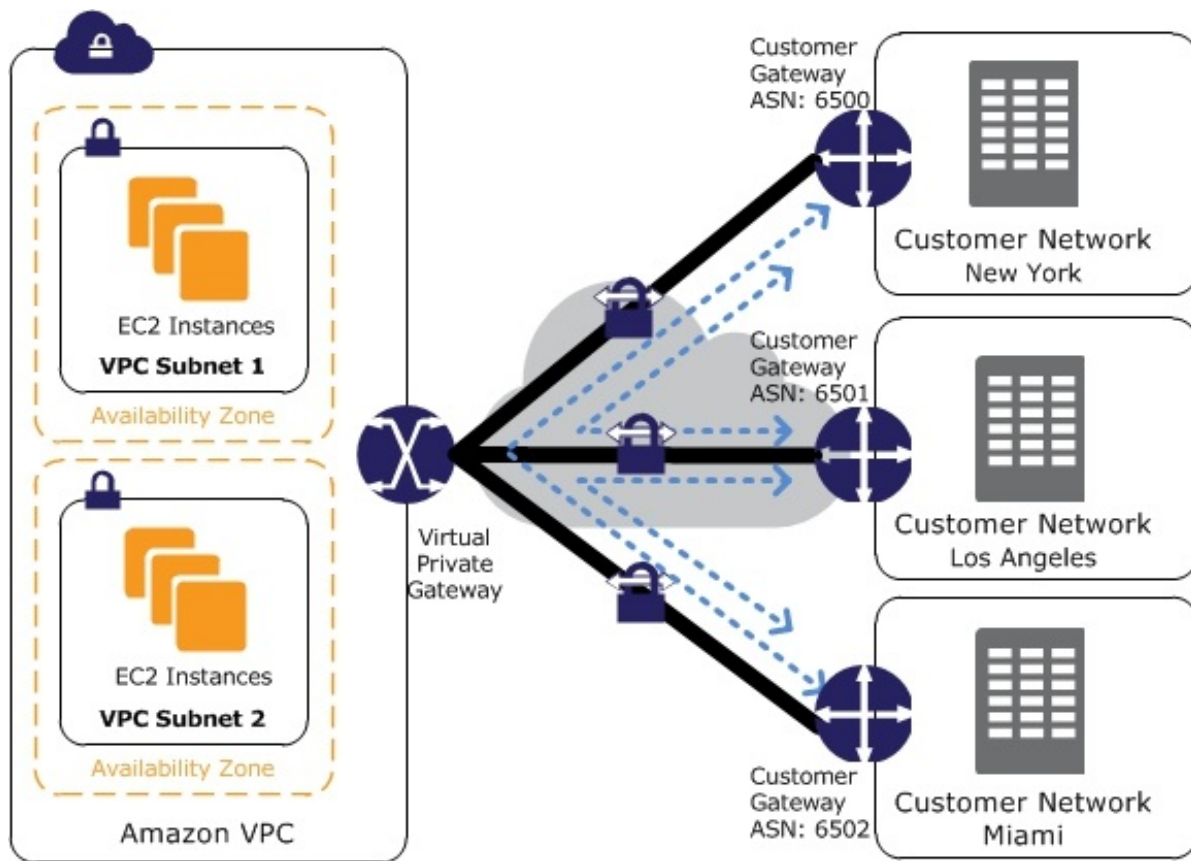 EC2 Instances
VPC Subnet 1
Availability Zone
EC2 Instances
VPC Subnet 2
Availability Zone
Amazon VPC
Virtual
Private
Gateway
Customer
Gateway
ASN: 6500
Customer Network
New York
Customer
Gateway
ASN: 6501
Customer Network
Los Angeles
Customer
Gateway
ASN: 6502
Customer Network
Miami